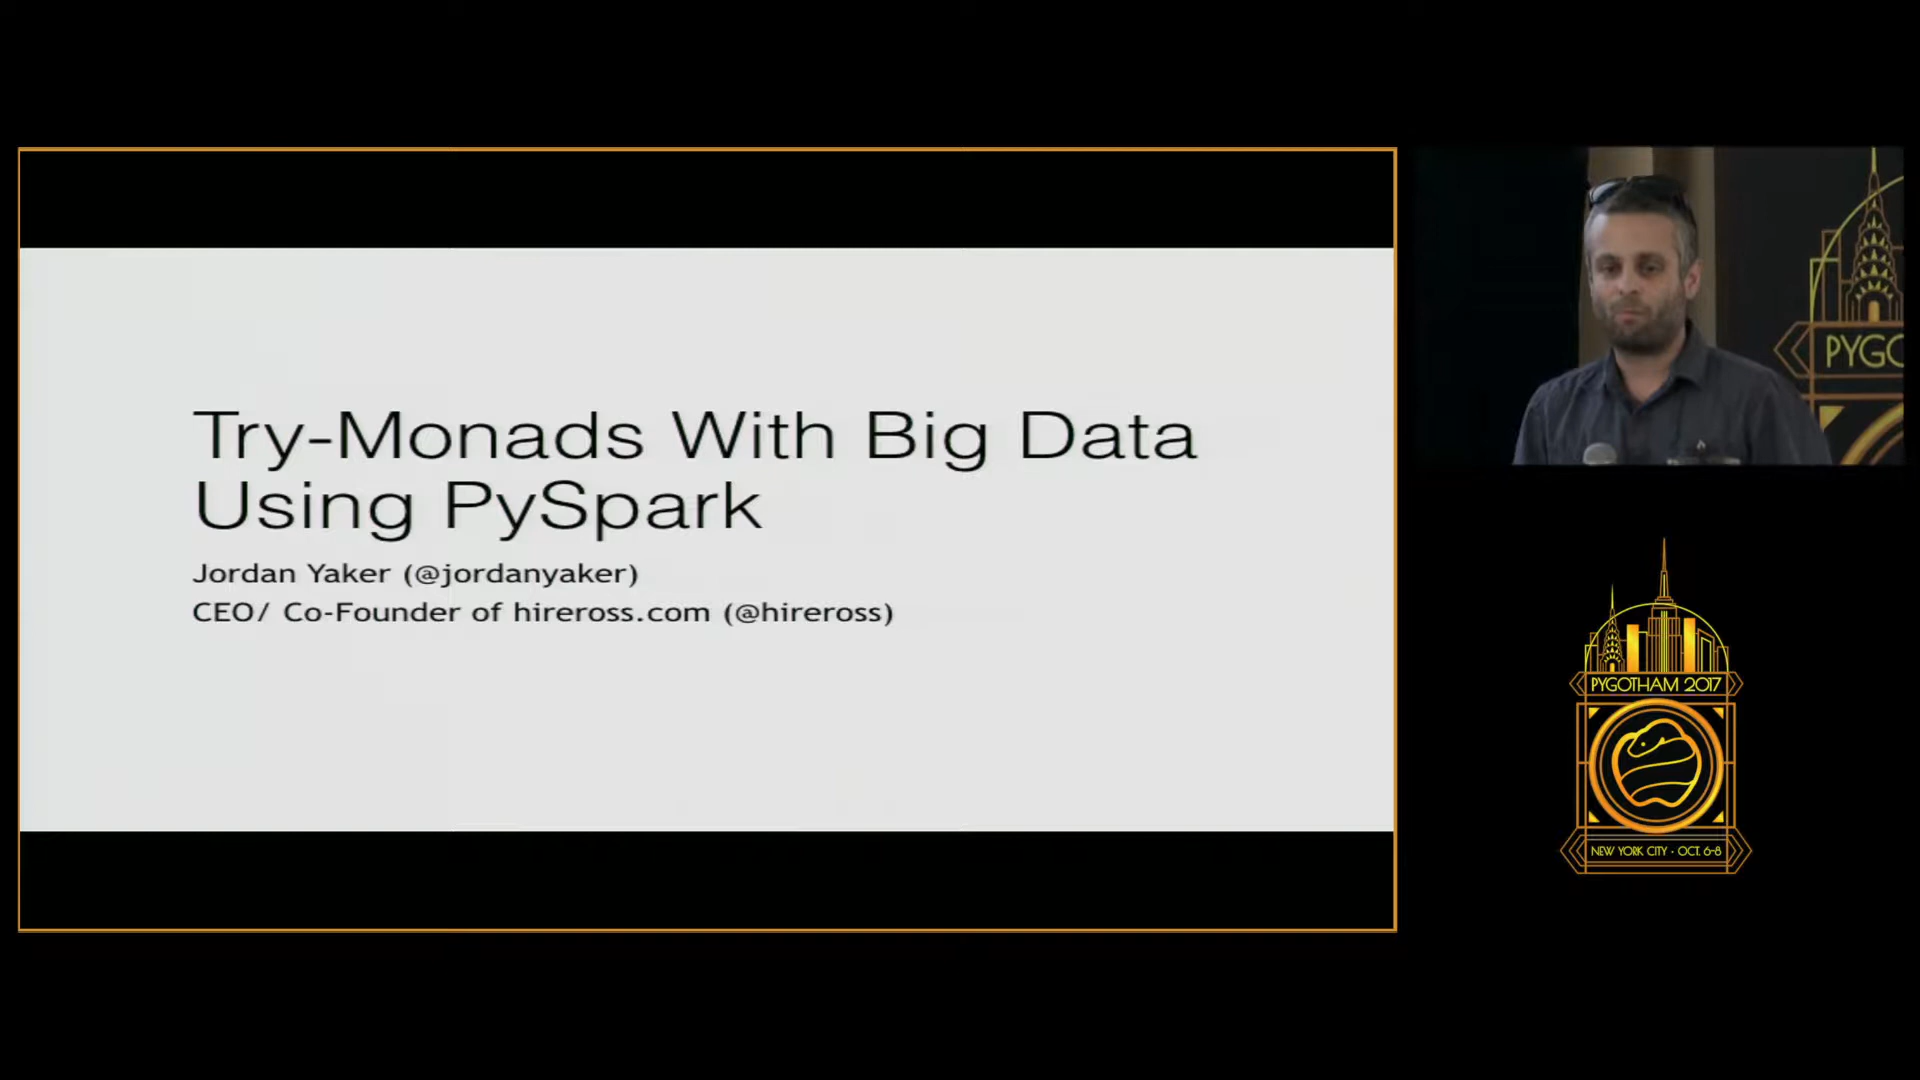 Try-Monads With Big Data
Using PySpark
Jordan Yaker (@jordanyaker)
CEO/ Co-Founder of hireross.com (@hireross)
PYGO
PYGOTHAM 2017
NEW YORK CITY • OCT. 6-8